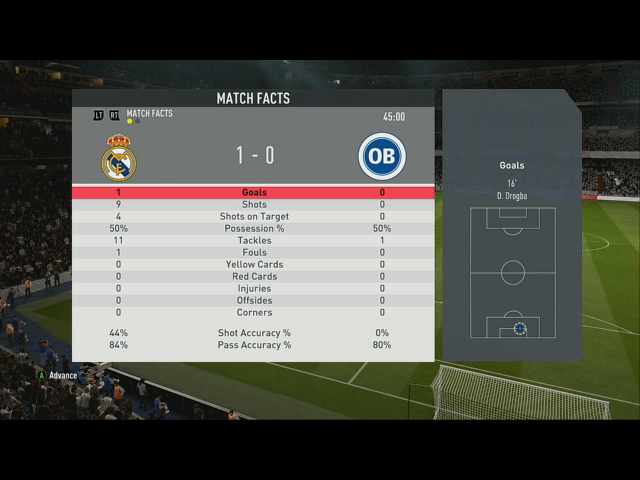 MATCH FACTS
LT RT MATCH FACTS
45:00
1 - 0
OB
1 Goals 0
9 Shots 0
4 Shots on Target 0
50% Possession % 50%
11 Tackles 1
1 Fouls 0
0 Yellow Cards 0
0 Red Cards 0
0 Injuries 0
0 Offsides 0
0 Corners 0
44% Shot Accuracy % 0%
84% Pass Accuracy % 80%
Goals
16'
D. Drogba
A Advance